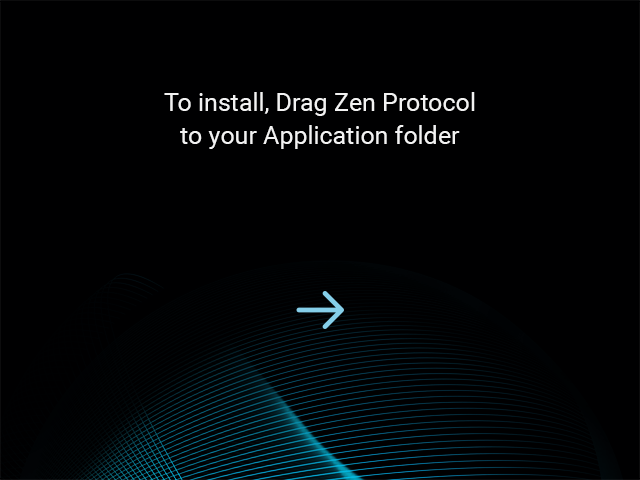 To install, Drag Zen Protocol
to your Application folder